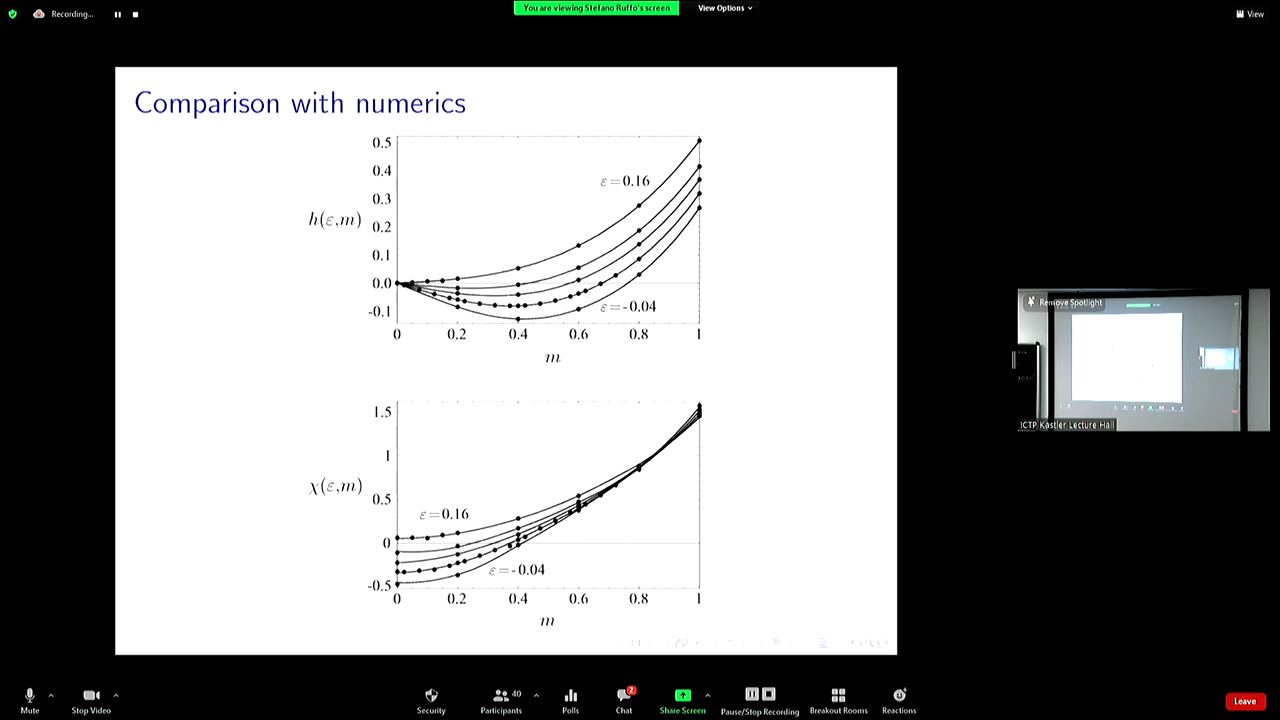 Recording...
You are viewing Stefano Ruffo's screen
View Options
View
Comparison with numerics
0.5
0.4
ε=0.16
0.3
h(ε,m)
0.2
0.1
0.0
ε=-0.04
-0.1
0
0.2
0.4
0.6
0.8
1
m
1.5
1
χ(ε,m)
0.5
ε=0.16
0
ε=-0.04
-0.5
0
0.2
0.4
0.6
0.8
1
m
Remove Spotlight
ICTP Kastler Lecture Hall
Mute
Stop Video
Security
Participants 40
Polls
Chat 2
Share Screen
Pause/Stop Recording
Breakout Rooms
Reactions
Leave